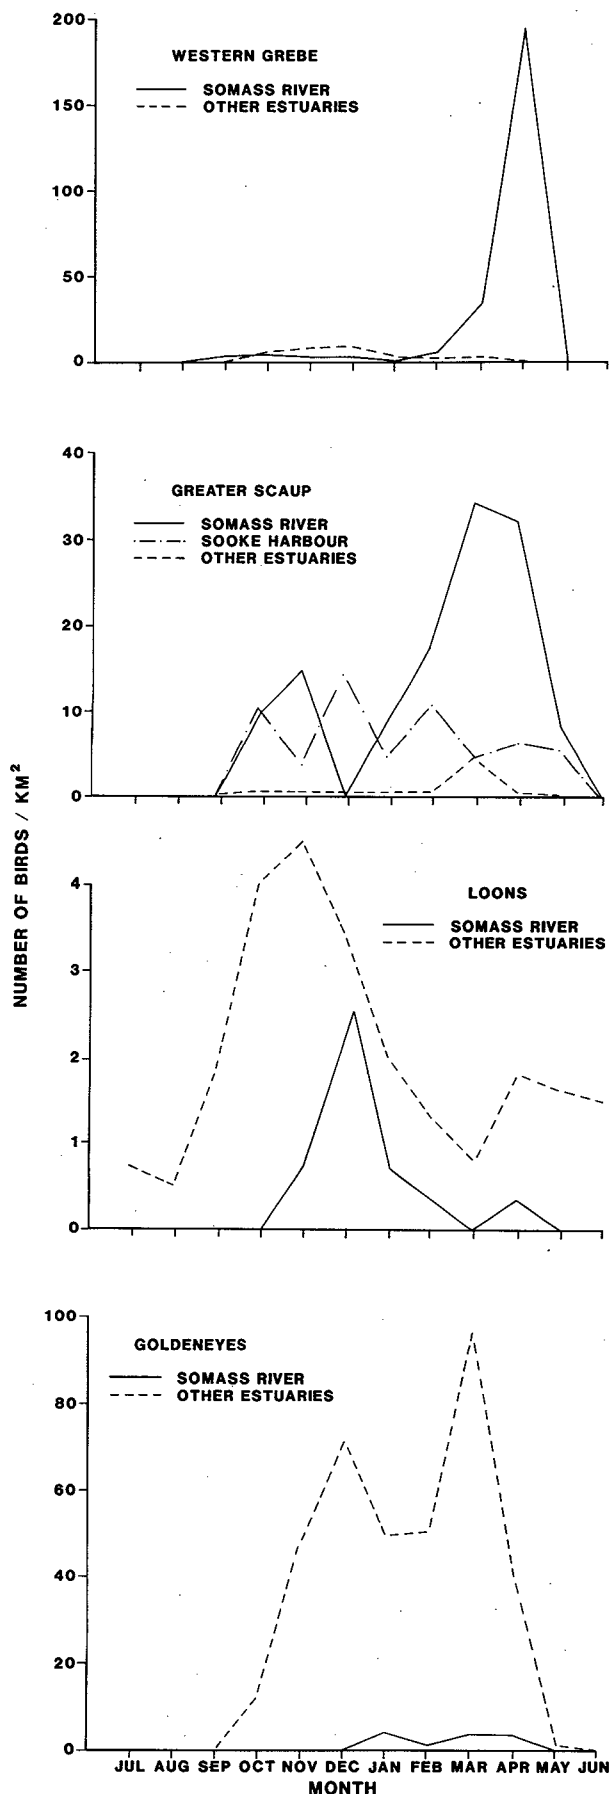 200
WESTERN GREBE
SOMASS RIVER
OTHER ESTUARIES
150
100
50
0
40
GREATER SCAUP
SOMASS RIVER
SOOKE HARBOUR
OTHER ESTUARIES
30
20
10
0
NUMBER OF BIRDS / KM²
4
LOONS
SOMASS RIVER
OTHER ESTUARIES
3
2
1
0
100
GOLDENEYES
SOMASS RIVER
OTHER ESTUARIES
80
60
40
20
0
JUL AUG SEP OCT NOV DEC JAN FEB MAR APR MAY JUN
MONTH